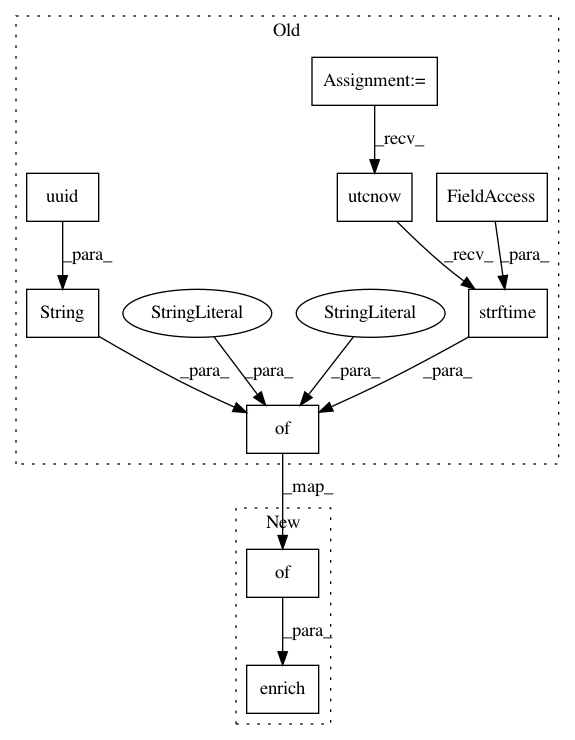 Old
Assignment:=
_recv_
uuid
utcnow
FieldAccess
_para_
_recv_
_para_
String
StringLiteral
StringLiteral
strftime
_para_
_para_
_para_
_para_
of
_map_
New
of
_para_
enrich